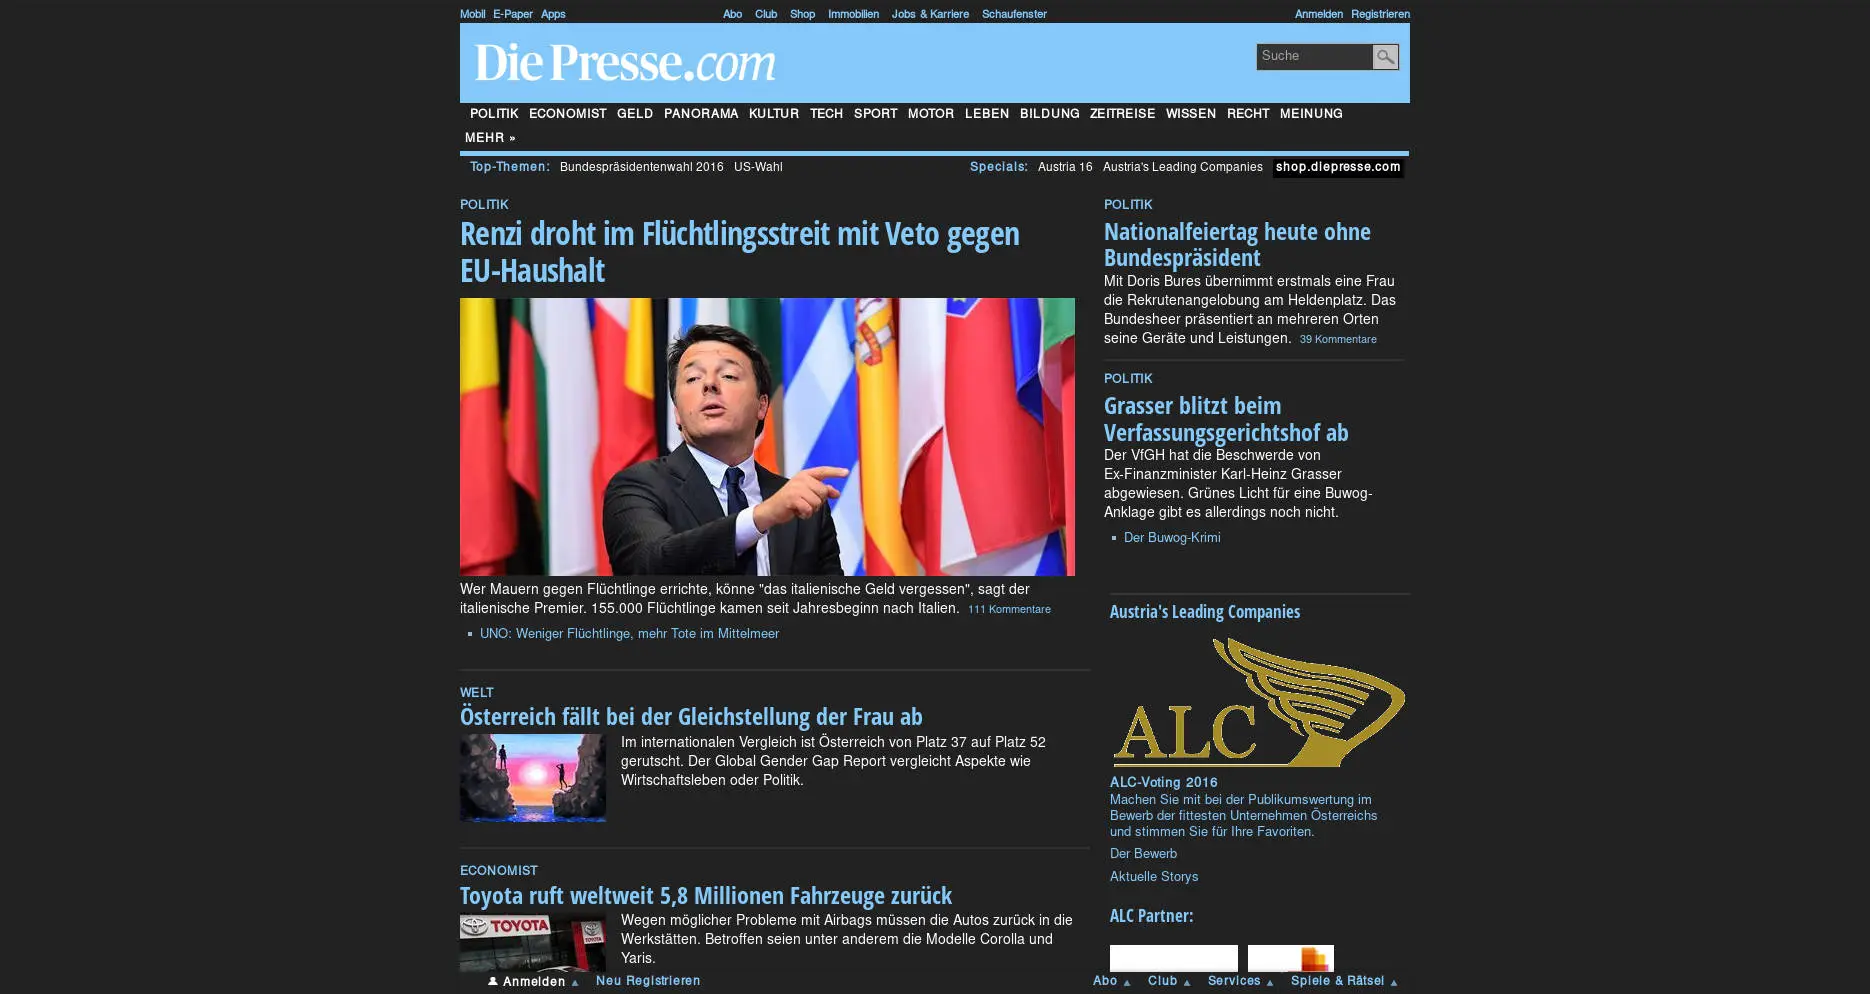 Mobil E-Paper Apps Abo Club Shop Immobilien Jobs & Karriere Schaufenster Anmelden Registrieren
Die Presse.com
Suche
POLITIK ECONOMIST GELD PANORAMA KULTUR TECH SPORT MOTOR LEBEN BILDUNG ZEITREISE WISSEN RECHT MEINUNG
MEHR »
Top-Themen: Bundespräsidentenwahl 2016 US-Wahl
Specials: Austria 16 Austria's Leading Companies shop.diepresse.com
POLITIK
Renzi droht im Flüchtlingsstreit mit Veto gegen
EU-Haushalt
Wer Mauern gegen Flüchtlinge errichte, könne "das italienische Geld vergessen", sagt der
italienische Premier. 155.000 Flüchtlinge kamen seit Jahresbeginn nach Italien. 111 Kommentare
UNO: Weniger Flüchtlinge, mehr Tote im Mittelmeer
WELT
Österreich fällt bei der Gleichstellung der Frau ab
Im internationalen Vergleich ist Österreich von Platz 37 auf Platz 52
gerutscht. Der Global Gender Gap Report vergleicht Aspekte wie
Wirtschaftsleben oder Politik.
ECONOMIST
Toyota ruft weltweit 5,8 Millionen Fahrzeuge zurück
TOYOTA
TOYOTA
Wegen möglicher Probleme mit Airbags müssen die Autos zurück in die
Werkstätten. Betroffen seien unter anderem die Modelle Corolla und
Yaris.
POLITIK
Nationalfeiertag heute ohne
Bundespräsident
Mit Doris Bures übernimmt erstmals eine Frau
die Rekrutenangelobung am Heldenplatz. Das
Bundesheer präsentiert an mehreren Orten
seine Geräte und Leistungen. 39 Kommentare
POLITIK
Grasser blitzt beim
Verfassungsgerichtshof ab
Der VfGH hat die Beschwerde von
Ex-Finanzminister Karl-Heinz Grasser
abgewiesen. Grünes Licht für eine Buwog-
Anklage gibt es allerdings noch nicht.
Der Buwog-Krimi
Austria's Leading Companies
ALC
ALC-Voting 2016
Machen Sie mit bei der Publikumswertung im
Bewerb der fittesten Unternehmen Österreichs
und stimmen Sie für Ihre Favoriten.
Der Bewerb
Aktuelle Storys
ALC Partner:
Anmelden Neu Registrieren
Abo Club Services Spiele & Rätsel